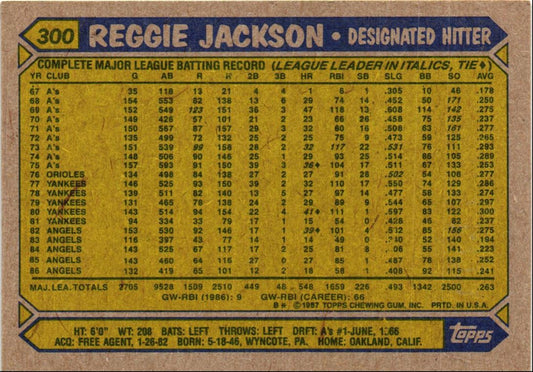 300 REGGIE JACKSON • DESIGNATED HITTER
COMPLETE MAJOR LEAGUE BATTING RECORD (LEAGUE LEADER IN ITALICS, TIE ♦)
YR CLUB G AB R H 2B 3B HR RBI SB SLG BB SO AVG
67 A's 35 118 13 21 4 4 1 6 1 .305 10 46 .178
68 A's 154 553 82 138 13 6 29 74 14 .452 50 171 .250
69 A's 152 549 123 151 36 3 47 118 13 .608 114 142 .275
70 A's 149 426 57 101 21 2 23 66 26 .458 75 135 .237
71 A's 150 567 87 157 29 3 32 80 16 .508 63 161 .277
72 A's 135 499 72 132 25 2 25 75 9 .473 59 125 .265
73 A's 151 539 99 158 28 2 32 117 22 .531 76 111 .293
74 A's 148 506 90 146 25 1 29 93 25 .514 86 105 .289
75 A's 157 593 91 150 39 3 36♦ 104 17 .511 67 133 .253
76 ORIOLES 134 498 84 138 27 2 27 91 28 .502 54 108 .277
77 YANKEES 146 525 93 150 39 2 32 110 17 .550 74 129 .286
78 YANKEES 139 511 82 140 13 5 27 97 14 .477 58 133 .274
79 YANKEES 131 465 78 138 24 2 29 89 9 .544 65 107 .297
80 YANKEES 143 514 94 154 22 4 41♦ 111 1 .597 83 122 .300
81 YANKEES 94 334 33 79 17 1 15 54 0 .428 46 82 .237
82 ANGELS 153 530 92 146 17 1 39♦ 101 4 .532 85 156 .275
83 ANGELS 116 397 43 77 14 1 14 49 0 .340 52 140 .194
84 ANGELS 143 525 67 117 17 2 25 81 8 .406 55 141 .223
85 ANGELS 143 460 64 116 27 0 27 85 1 .487 78 138 .252
86 ANGELS 132 419 65 101 12 2 18 58 1 .408 92 115 .241
MAJ. LEA. TOTALS 2705 9528 1509 2510 449 48 548 1659 226 .493 1342 2500 .263
GW-RBI (1986): 9 GW-RBI (CAREER): 66
B* ©1987 TOPPS CHEWING GUM, INC. PRTD. IN U.S.A.
HT: 6'0" WT: 208 BATS: LEFT THROWS: LEFT DRFT: A's #1-JUNE, 1966
ACQ: FREE AGENT, 1-26-82 BORN: 5-18-46, WYNCOTE, PA. HOME: OAKLAND, CALIF.
topps